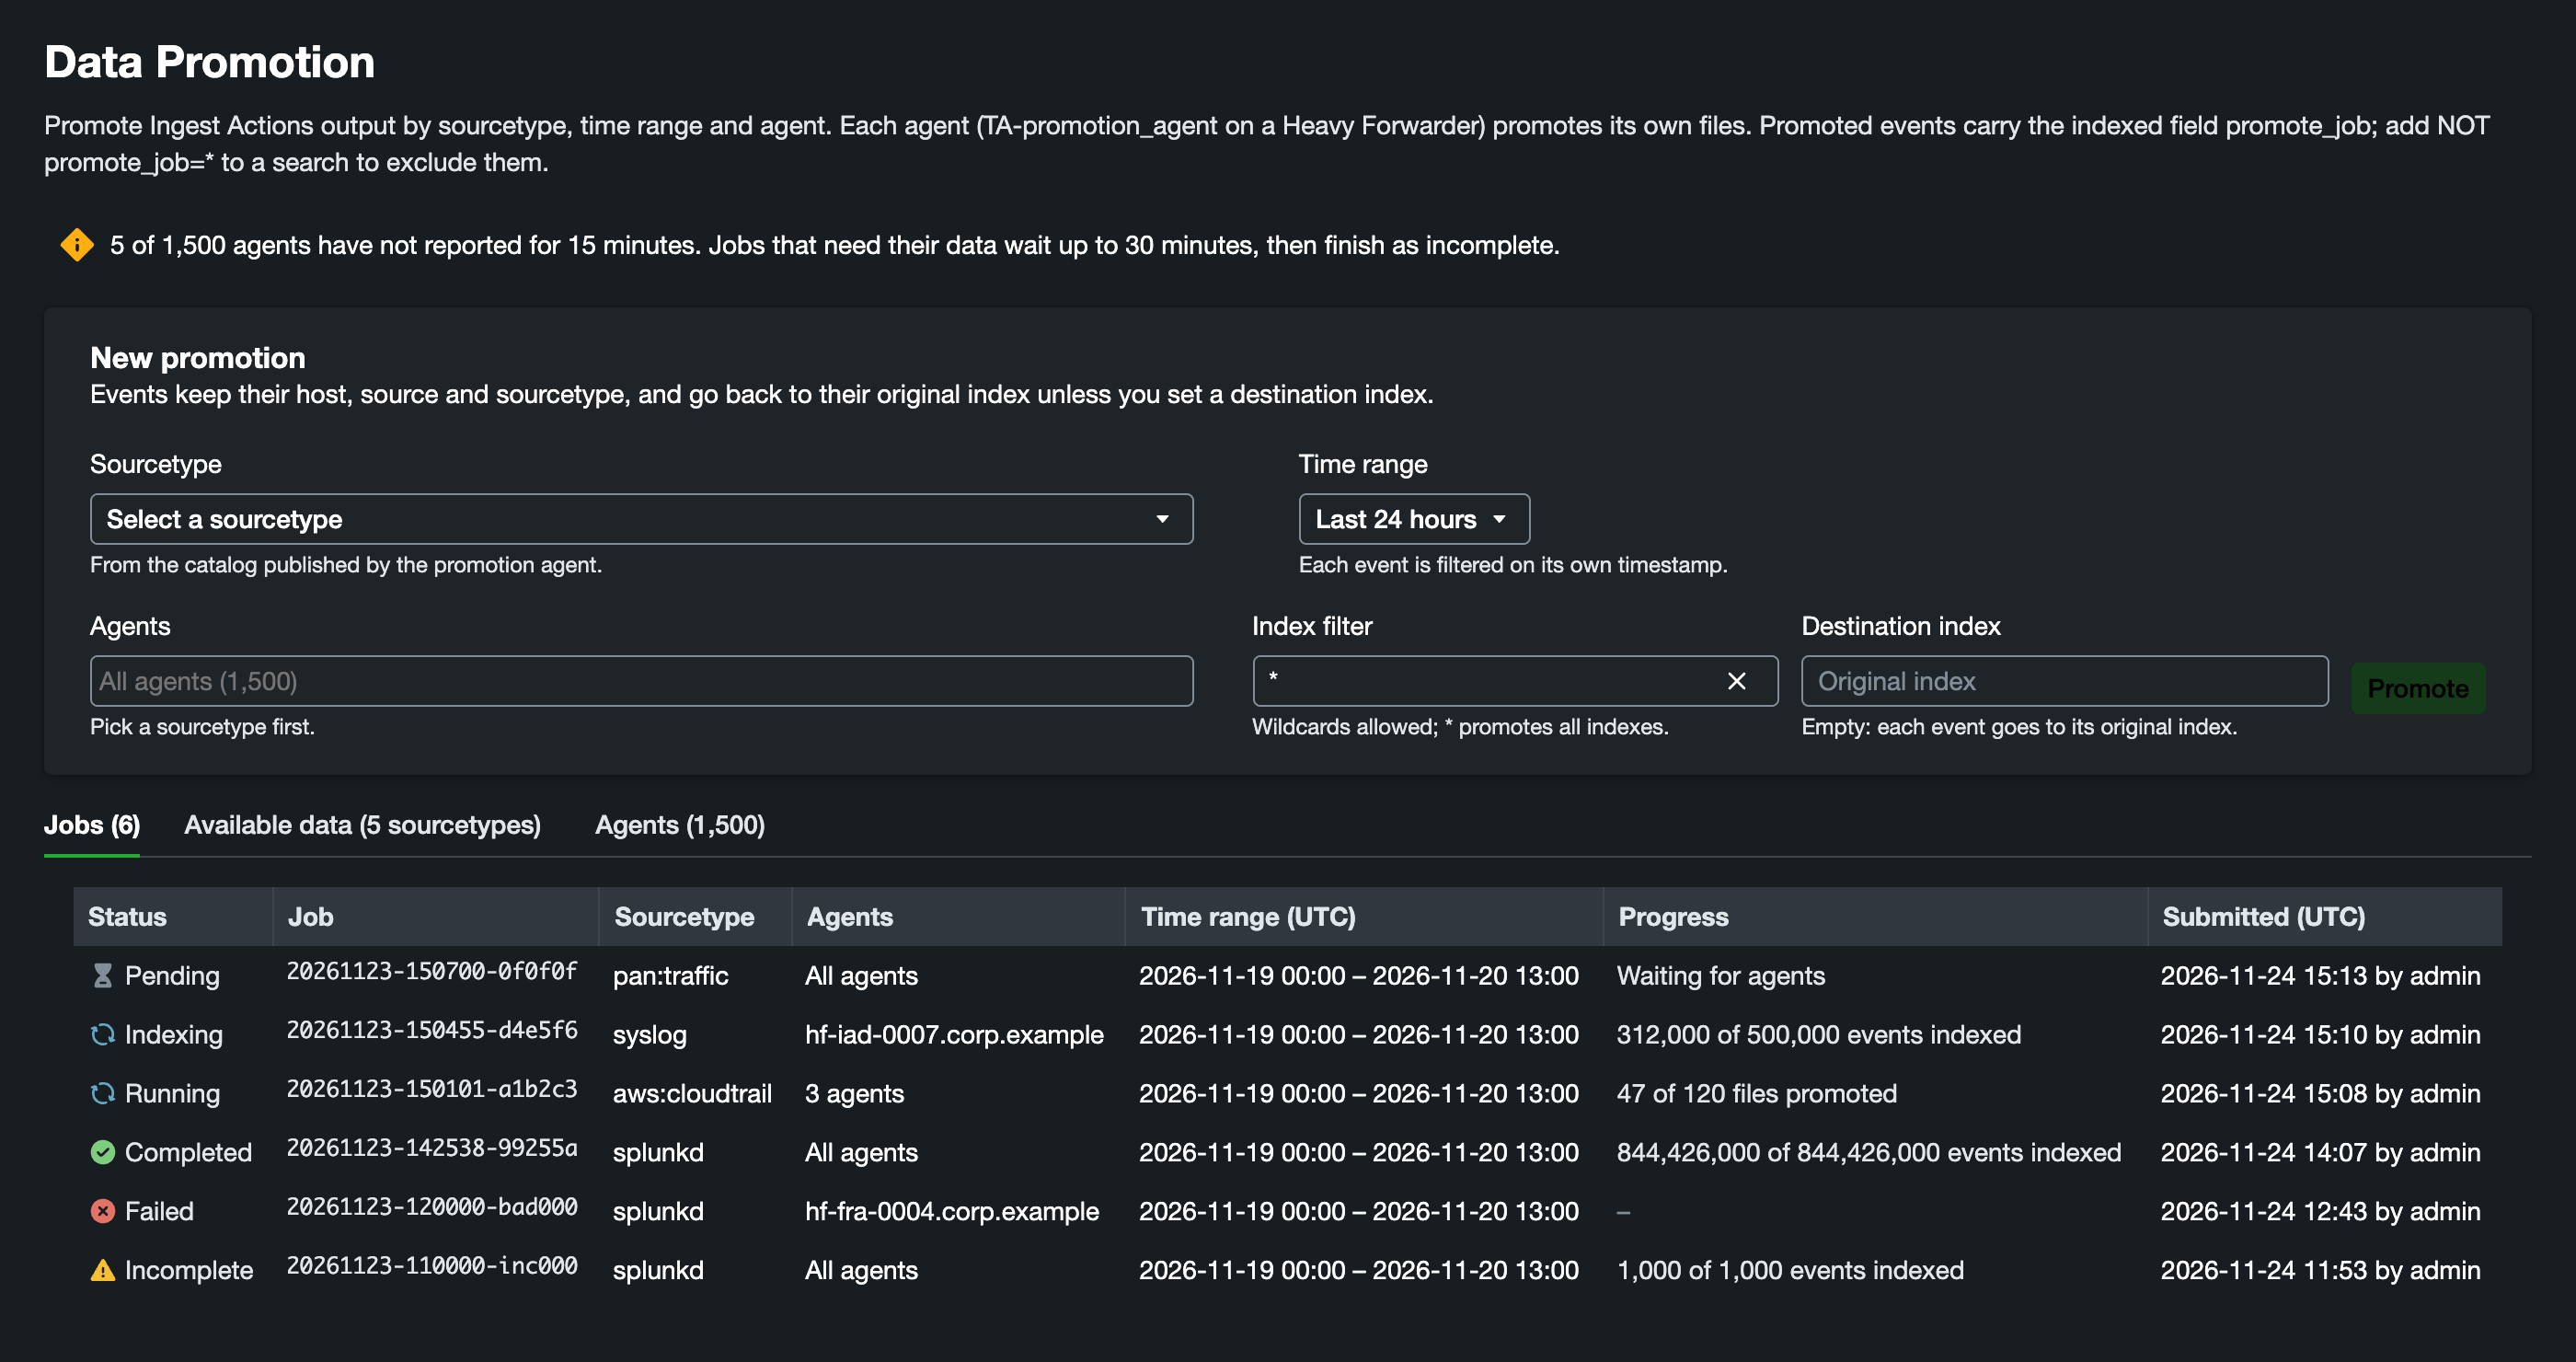 Data Promotion
Promote Ingest Actions output by sourcetype, time range and agent. Each agent (TA-promotion_agent on a Heavy Forwarder) promotes its own files. Promoted events carry the indexed field promote_job; add NOT
promote_job=* to a search to exclude them.
5 of 1,500 agents have not reported for 15 minutes. Jobs that need their data wait up to 30 minutes, then finish as incomplete.
New promotion
Events keep their host, source and sourcetype, and go back to their original index unless you set a destination index.
Sourcetype Time range
Select a sourcetype Last 24 hours
From the catalog published by the promotion agent. Each event is filtered on its own timestamp.
Agents Index filter Destination index
All agents (1,500) * Original index Promote
Pick a sourcetype first. Wildcards allowed; * promotes all indexes. Empty: each event goes to its original index.
Jobs (6) Available data (5 sourcetypes) Agents (1,500)
Status Job Sourcetype Agents Time range (UTC) Progress Submitted (UTC)
Pending 20261123-150700-0f0f0f pan:traffic All agents 2026-11-19 00:00 – 2026-11-20 13:00 Waiting for agents 2026-11-24 15:13 by admin
Indexing 20261123-150455-d4e5f6 syslog hf-iad-0007.corp.example 2026-11-19 00:00 – 2026-11-20 13:00 312,000 of 500,000 events indexed 2026-11-24 15:10 by admin
Running 20261123-150101-a1b2c3 aws:cloudtrail 3 agents 2026-11-19 00:00 – 2026-11-20 13:00 47 of 120 files promoted 2026-11-24 15:08 by admin
Completed 20261123-142538-99255a splunkd All agents 2026-11-19 00:00 – 2026-11-20 13:00 844,426,000 of 844,426,000 events indexed 2026-11-24 14:07 by admin
Failed 20261123-120000-bad000 splunkd hf-fra-0004.corp.example 2026-11-19 00:00 – 2026-11-20 13:00 – 2026-11-24 12:43 by admin
Incomplete 20261123-110000-inc000 splunkd All agents 2026-11-19 00:00 – 2026-11-20 13:00 1,000 of 1,000 events indexed 2026-11-24 11:53 by admin